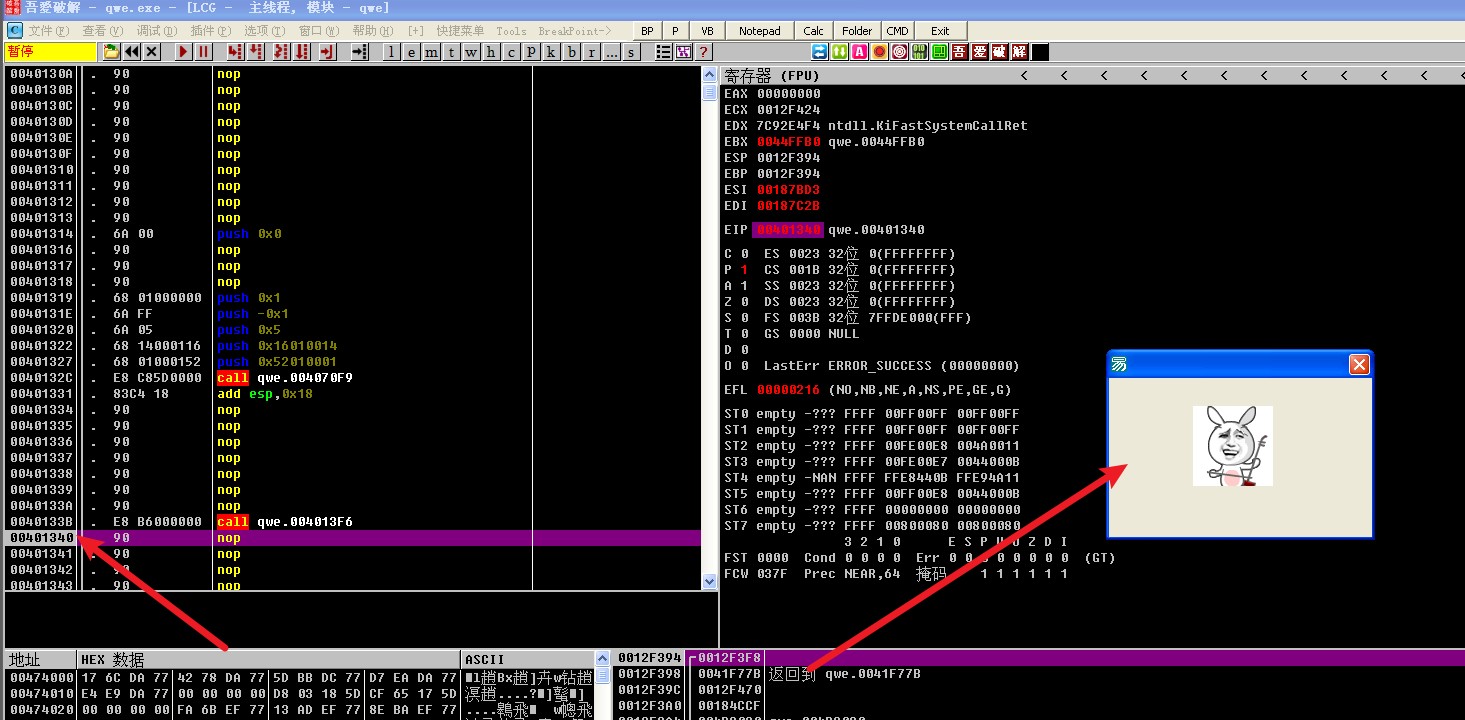 吾爱破解 - qwe.exe - [LCG - 主线程, 模块 - qwe]
文件(F) 查看(V) 调试(D) 插件(P) 选项(T) 窗口(W) 帮助(H) [+] 快捷菜单 Tools BreakPoint-> BP P VB Notepad Calc Folder CMD Exit
暂停 l e m t w h c p k b r ... s ? 吾 爱 破 解
0040130A . 90 nop
0040130B . 90 nop
0040130C . 90 nop
0040130D . 90 nop
0040130E . 90 nop
0040130F . 90 nop
00401310 . 90 nop
00401311 . 90 nop
00401312 . 90 nop
00401313 . 90 nop
00401314 . 6A 00 push 0x0
00401316 . 90 nop
00401317 . 90 nop
00401318 . 90 nop
00401319 . 68 01000000 push 0x1
0040131E . 6A FF push -0x1
00401320 . 6A 05 push 0x5
00401322 . 68 14000116 push 0x16010014
00401327 . 68 01000152 push 0x52010001
0040132C . E8 C85D0000 call qwe.004070F9
00401331 . 83C4 18 add esp,0x18
00401334 . 90 nop
00401335 . 90 nop
00401336 . 90 nop
00401337 . 90 nop
00401338 . 90 nop
00401339 . 90 nop
0040133A . 90 nop
0040133B . E8 B6000000 call qwe.004013F6
00401340 . 90 nop
00401341 . 90 nop
00401342 . 90 nop
00401343 . 90 nop
寄存器 (FPU) < < < < < < < < < < < <
EAX 00000000
ECX 0012F424
EDX 7C92E4F4 ntdll.KiFastSystemCallRet
EBX 0044FFB0 qwe.0044FFB0
ESP 0012F394
EBP 0012F394
ESI 00187BD3
EDI 00187C2B
EIP 00401340 qwe.00401340
C 0 ES 0023 32位 0(FFFFFFFF)
P 1 CS 001B 32位 0(FFFFFFFF)
A 1 SS 0023 32位 0(FFFFFFFF)
Z 0 DS 0023 32位 0(FFFFFFFF)
S 0 FS 003B 32位 7FFDE000(FFF)
T 0 GS 0000 NULL
D 0
O 0 LastErr ERROR_SUCCESS (00000000)
EFL 00000216 (NO,NB,NE,A,NS,PE,GE,G)
ST0 empty -??? FFFF 00FF00FF 00FF00FF
ST1 empty -??? FFFF 00FF00FF 00FF00FF
ST2 empty -??? FFFF 00FE00E8 004A0011
ST3 empty -??? FFFF 00FE00E7 0044000B
ST4 empty -NAN FFFF FFE8440B FFE94A11
ST5 empty -??? FFFF 00FF00E8 0044000B
ST6 empty -??? FFFF 00000000 00000000
ST7 empty -??? FFFF 00800080 00800080
3 2 1 0 E S P U O Z D I
FST 0000 Cond 0 0 0 0 Err 0 0 0 0 0 0 0 0 (GT)
FCW 037F Prec NEAR,64 掩码 1 1 1 1 1 1
易
地址 HEX 数据 ASCII
00474000 17 6C DA 77 42 78 DA 77 5D BB DC 77 D7 EA DA 77
00474010 E4 E9 DA 77 00 00 00 00 D8 03 18 5D CF 65 17 5D
00474020 00 00 00 00 FA 6B EF 77 13 AD EF 77 8E BA EF 77
0012F394 0012F3F8
0012F398 0041F77B 返回到 qwe.0041F77B
0012F39C 0012F470
0012F3A0 00184CCF